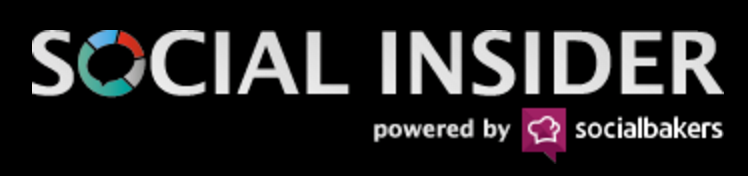 SOCIAL INSIDER
powered by socialbakers